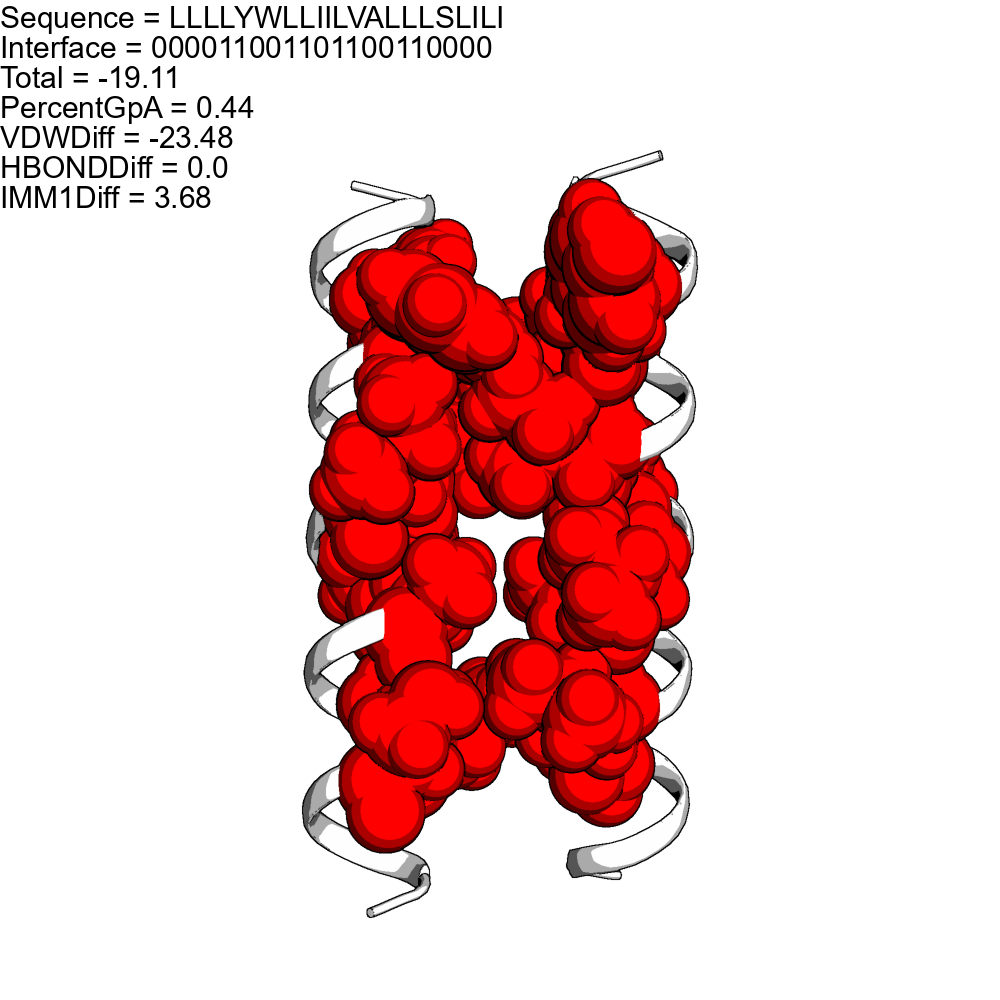 Sequence = LLLLYWLLIILVALLLSLILI
Interface = 000011001101100110000
Total = -19.11
PercentGpA = 0.44
VDWDiff = -23.48
HBONDDiff = 0.0
IMM1Diff = 3.68